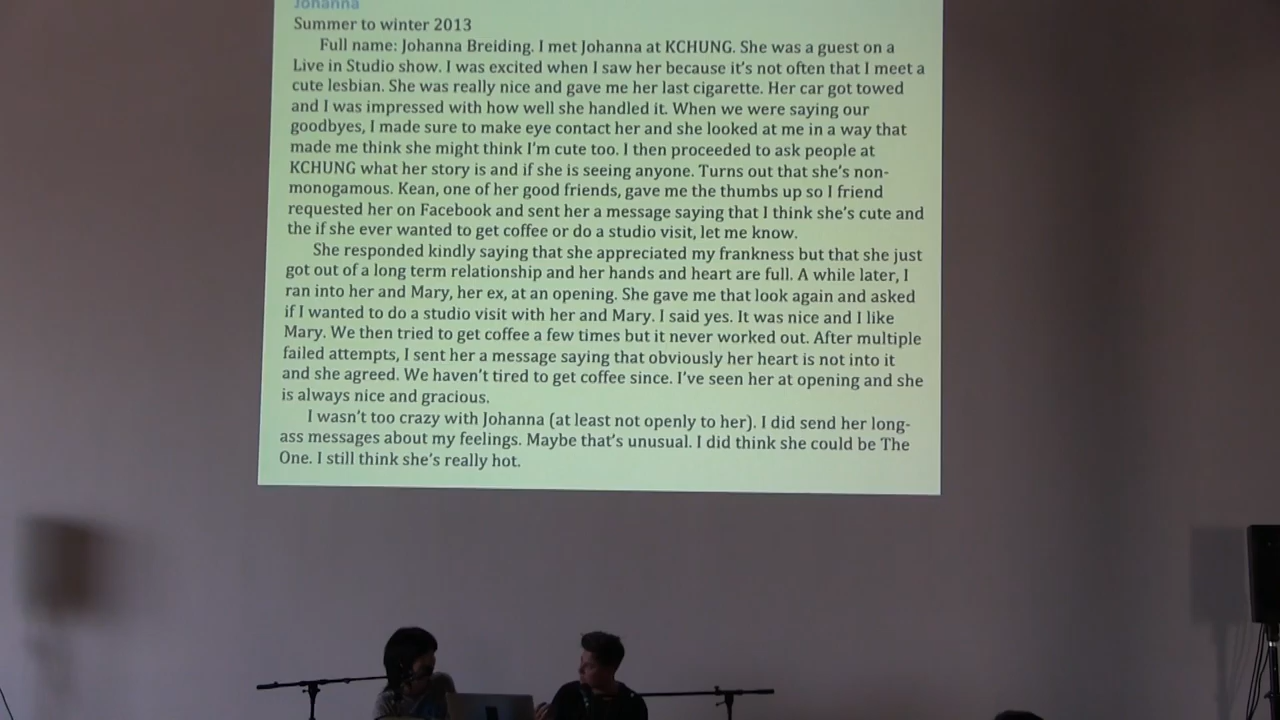 Johanna
Summer to winter 2013
Full name: Johanna Breiding. I met Johanna at KCHUNG. She was a guest on a
Live in Studio show. I was excited when I saw her because it's not often that I meet a
cute lesbian. She was really nice and gave me her last cigarette. Her car got towed
and I was impressed with how well she handled it. When we were saying our
goodbyes, I made sure to make eye contact her and she looked at me in a way that
made me think she might think I'm cute too. I then proceeded to ask people at
KCHUNG what her story is and if she is seeing anyone. Turns out that she's non-
monogamous. Kean, one of her good friends, gave me the thumbs up so I friend
requested her on Facebook and sent her a message saying that I think she's cute and
the if she ever wanted to get coffee or do a studio visit, let me know.
She responded kindly saying that she appreciated my frankness but that she just
got out of a long term relationship and her hands and heart are full. A while later, I
ran into her and Mary, her ex, at an opening. She gave me that look again and asked
if I wanted to do a studio visit with her and Mary. I said yes. It was nice and I like
Mary. We then tried to get coffee a few times but it never worked out. After multiple
failed attempts, I sent her a message saying that obviously her heart is not into it
and she agreed. We haven't tired to get coffee since. I've seen her at opening and she
is always nice and gracious.
I wasn't too crazy with Johanna (at least not openly to her). I did send her long-
ass messages about my feelings. Maybe that's unusual. I did think she could be The
One. I still think she's really hot.